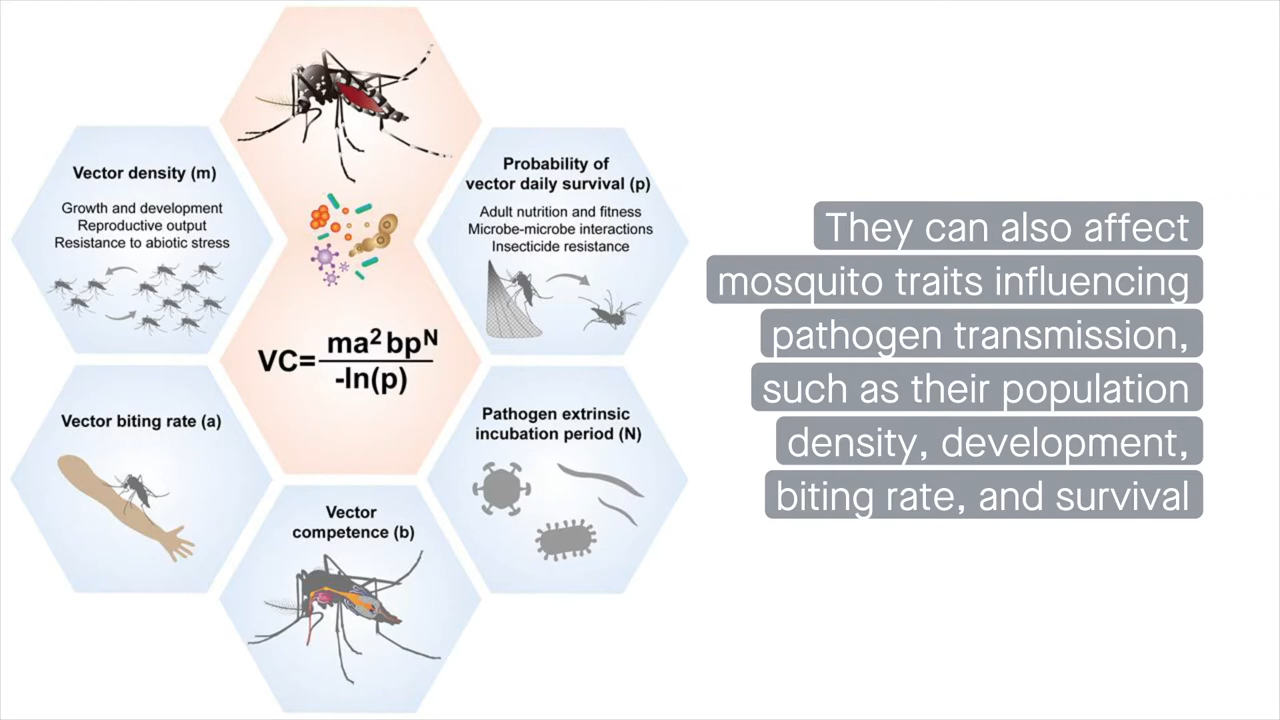 Vector density (m)
Growth and development
Reproductive output
Resistance to abiotic stress
Probability of
vector daily survival (p)
Adult nutrition and fitness
Microbe-microbe interactions
Insecticide resistance
VC= ma² bpᴺ
-ln(p)
Vector biting rate (a)
Pathogen extrinsic
incubation period (N)
Vector
competence (b)
They can also affect
mosquito traits influencing
pathogen transmission,
such as their population
density, development,
biting rate, and survival